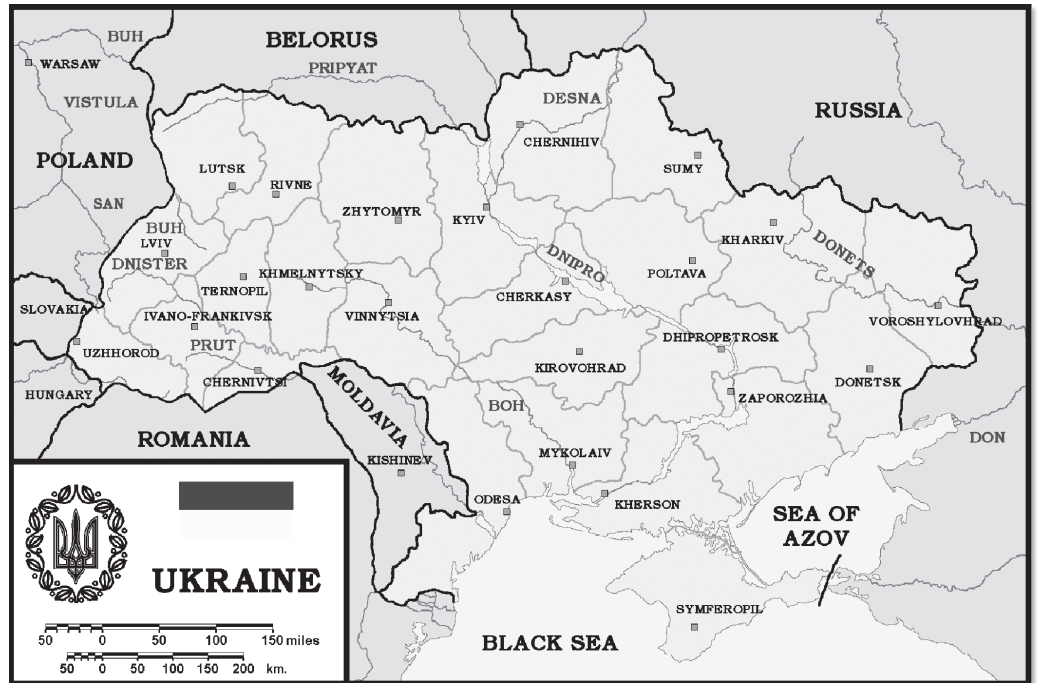 BUH
BELORUS
WARSAW
PRIPYAT
VISTULA
DESNA
RUSSIA
CHERNIHIV
POLAND
SUMY
LUTSK
RIVNE
SAN
ZHYTOMYR
KYIV
BUH
LVIV
KHARKIV
DONETS
DNISTER
DNIPRO
KHMELNYTSKY
POLTAVA
TERNOPIL
CHERKASY
SLOVAKIA
IVANO-FRANKIVSK
VINNYTSIA
VOROSHYLOVHRAD
DHIPROPETROSK
PRUT
UZHHOROD
KIROVOHRAD
CHERNIVTSI
DONETSK
HUNGARY
MOLDAVIA
BOH
ZAPOROZHIA
ROMANIA
DON
MYKOLAIV
KISHINEV
ODESA
KHERSON
SEA OF
AZOV
UKRAINE
SYMFEROPIL
BLACK SEA
50 0 50 100 150 miles
50 0 50 100 150 200 km.